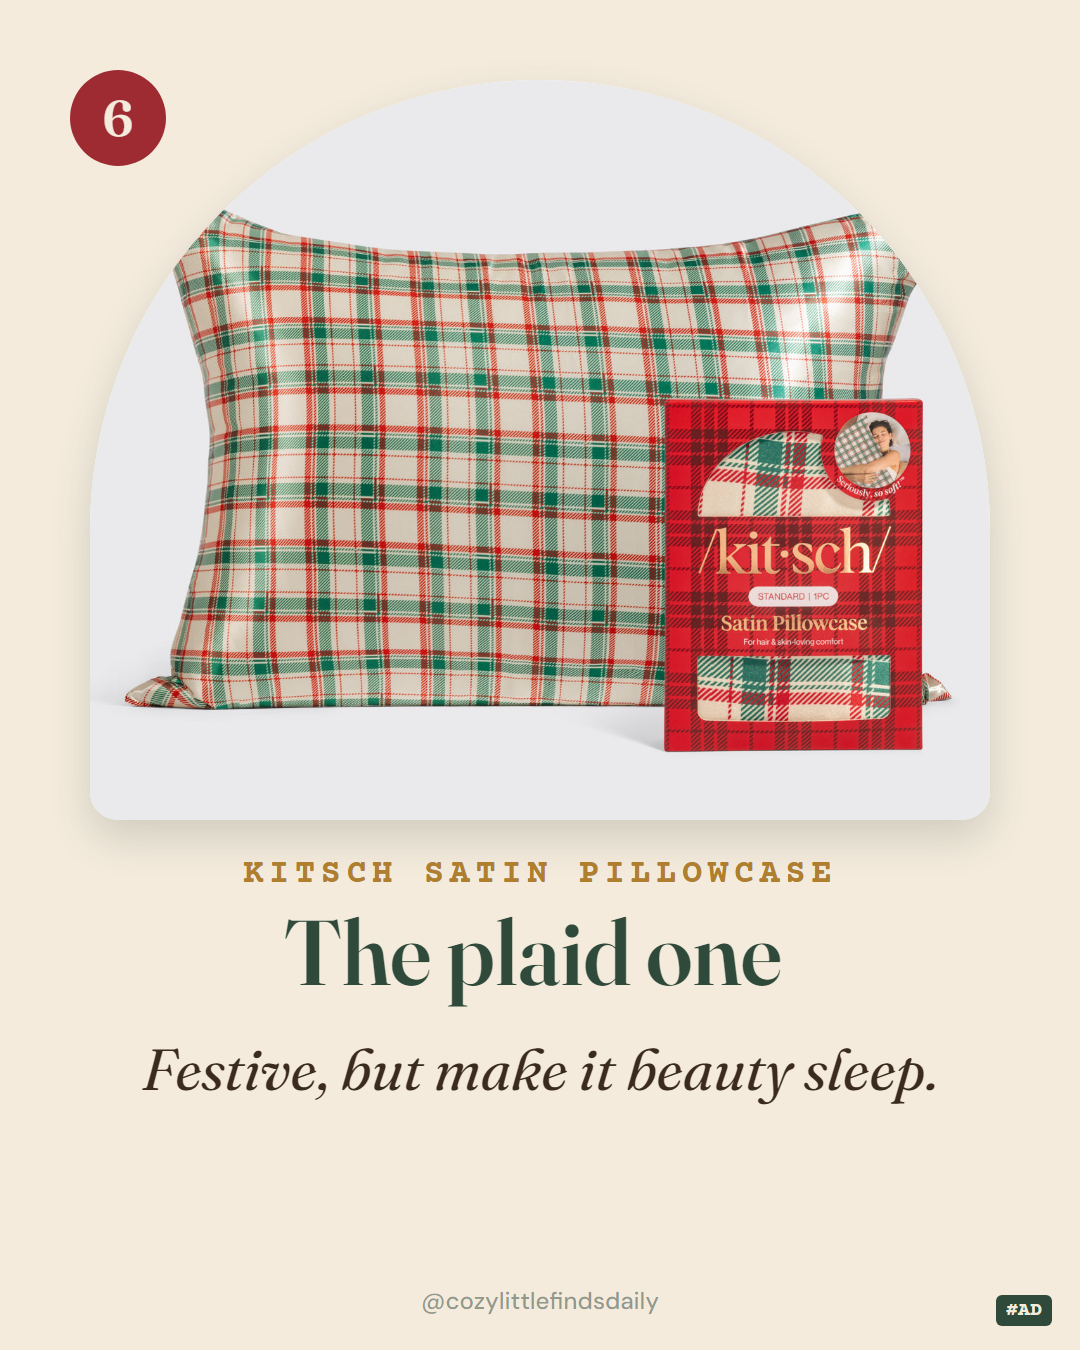 6
Seriously, so soft!
/kit·sch/
STANDARD | 1PC
Satin Pillowcase
For hair & skin-loving comfort
KITSCH SATIN PILLOWCASE
The plaid one
Festive, but make it beauty sleep.
@cozylittlefindsdaily
#AD